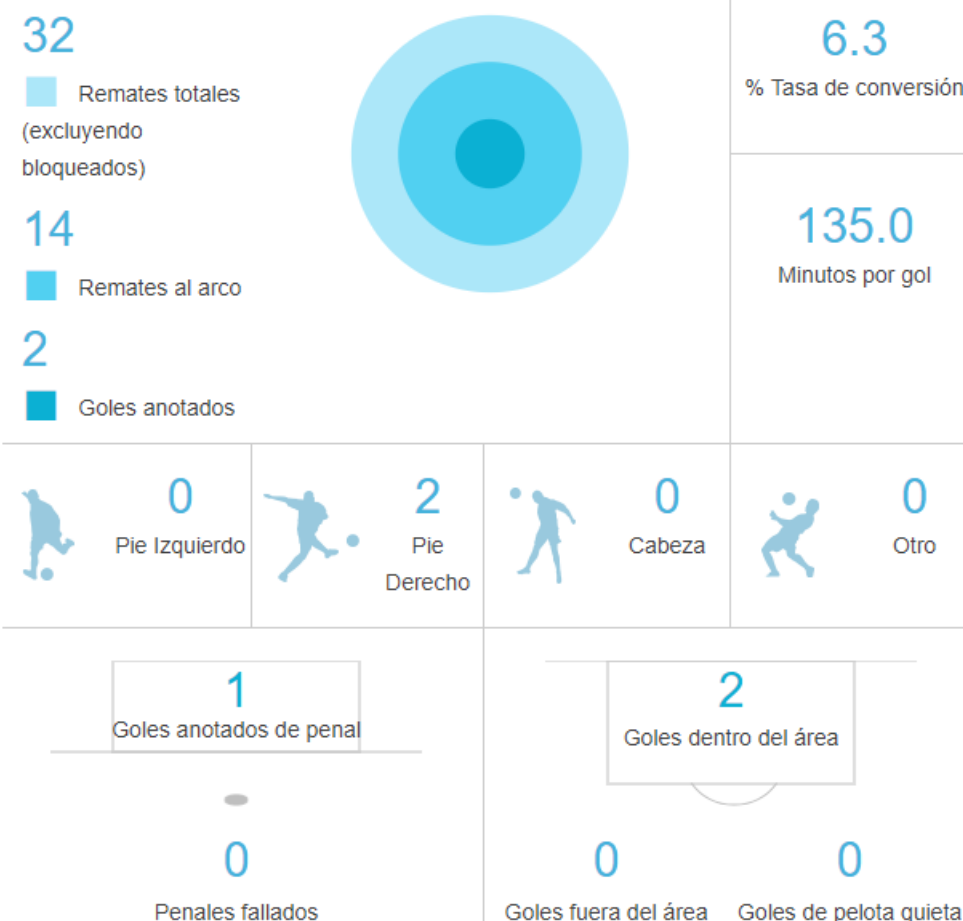 32
Remates totales
(excluyendo
bloqueados)
14
Remates al arco
2
Goles anotados
6.3
% Tasa de conversión
135.0
Minutos por gol
0
Pie Izquierdo
2
Pie
Derecho
0
Cabeza
0
Otro
1
Goles anotados de penal
0
Penales fallados
2
Goles dentro del área
0
Goles fuera del área
0
Goles de pelota quieta